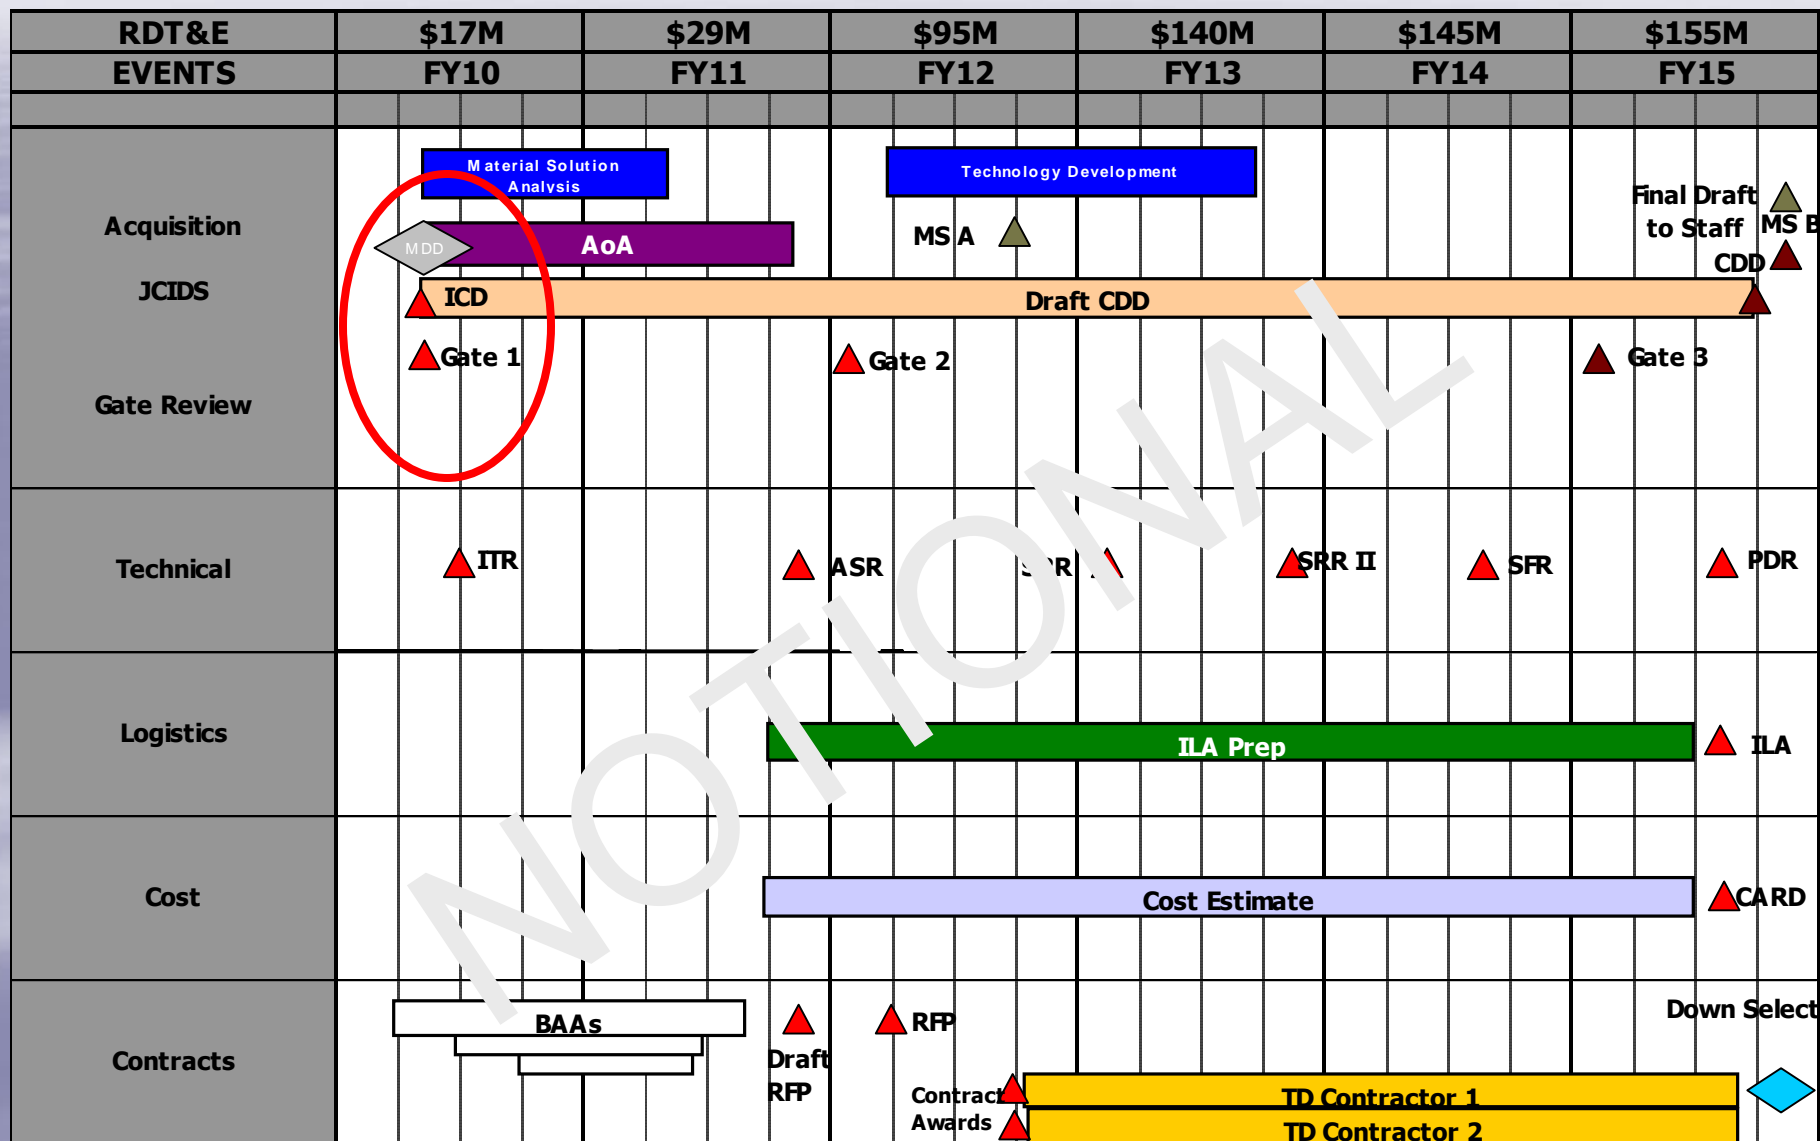 RDT&E $17M $29M $95M $140M $145M $155M
EVENTS FY10 FY11 FY12 FY13 FY14 FY15
Material Solution
Analysis
Technology Development
Final Draft
to Staff
MS B
Acquisition
MDD
AoA
MS A
CDD
JCIDS
ICD
Draft CDD
Gate 1
Gate 2
Gate 3
Gate Review
NOTIONAL
Technical
ITR
ASR
SRR
SRR II
SFR
PDR
Logistics
ILA Prep
ILA
Cost
Cost Estimate
CARD
Contracts
BAAs
Draft
RFP
RFP
Down Select
Contract
Awards
TD Contractor 1
TD Contractor 2